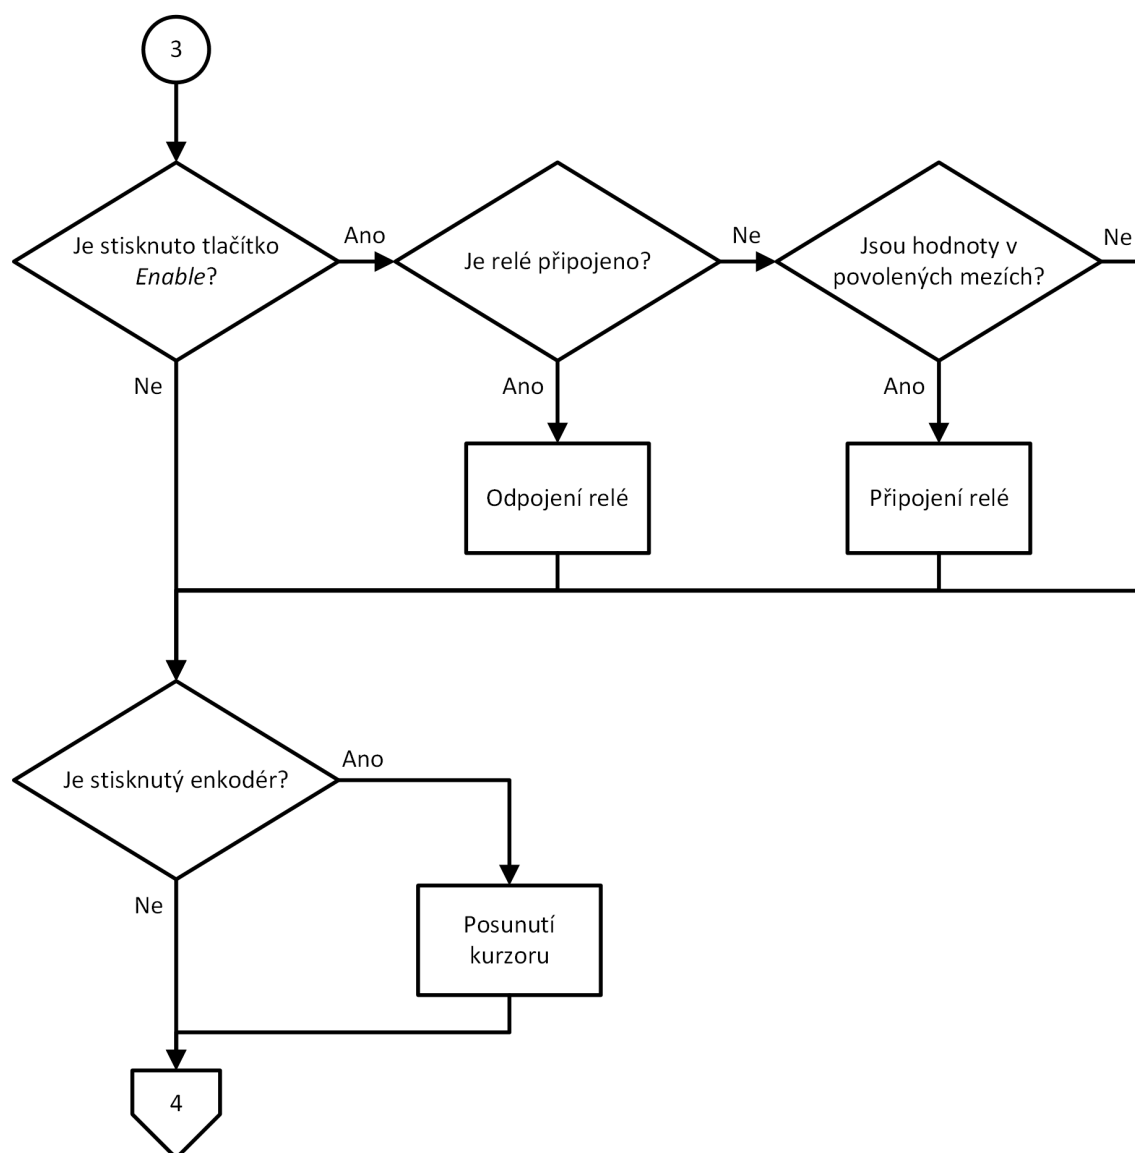 3
Je stisknuto tlačítko
Enable?
Ano
Je relé připojeno?
Ne
Jsou hodnoty v
povolených mezích?
Ne
Ne
Ano
Ano
Odpojení relé
Připojení relé
Je stisknutý enkodér?
Ano
Ne
Posunutí
kurzoru
4